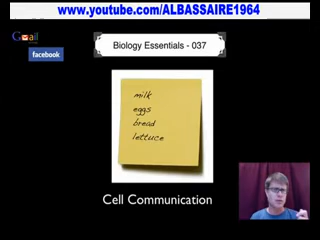 www.youtube.com/ALBASSAIRE1964
Gmail
facebook
Biology Essentials - 037
milk
eggs
bread
lettuce
Cell Communication